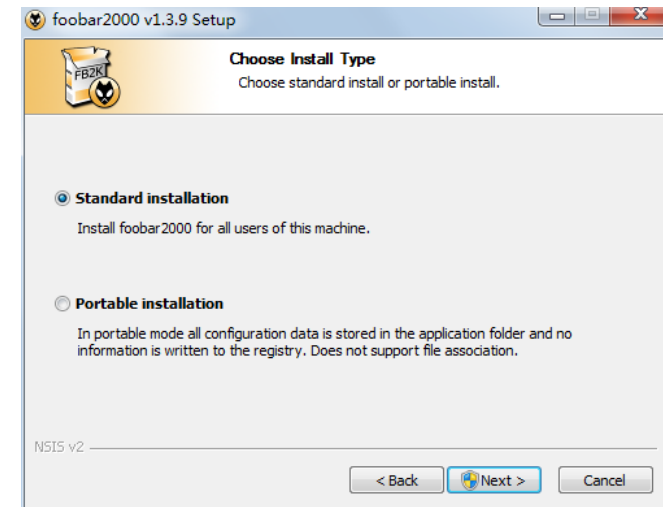 foobar2000 v1.3.9 Setup
FB2K
Choose Install Type
Choose standard install or portable install.
Standard installation
Install foobar2000 for all users of this machine.
Portable installation
In portable mode all configuration data is stored in the application folder and no
information is written to the registry. Does not support file association.
NSIS v2
< Back Next > Cancel